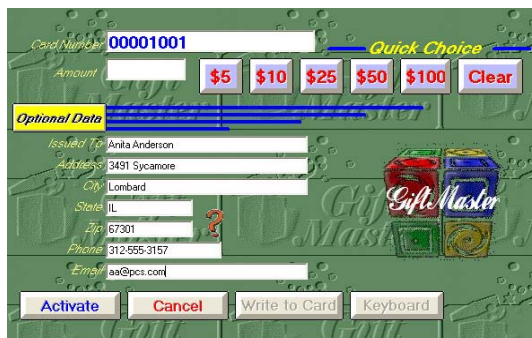 Card Number 00001001
Quick Choice
Amount $5 $10 $25 $50 $100 Clear
Optional Data
Issued To Anita Anderson
Address 3491 Sycamore
City Lombard
State IL
Zip 67301 ?
Phone 312-555-3157
Email aa@pcs.com
GiftMaster
Activate Cancel Write to Card Keyboard